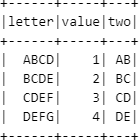 +------+-----+---+
|letter|value|two|
+------+-----+---+
|  ABCD|    1| AB|
|  BCDE|    2| BC|
|  CDEF|    3| CD|
|  DEFG|    4| DE|
+------+-----+---+